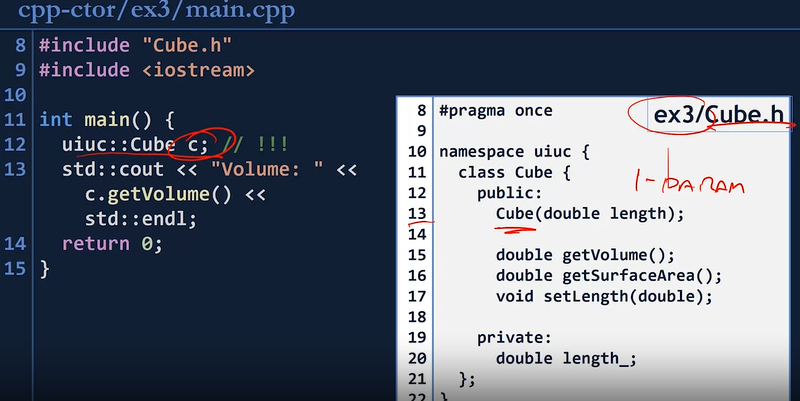 cpp-ctor/ex3/main.cpp
8 #include "Cube.h"
9 #include <iostream>
10
11 int main() {
12 uiuc::Cube c; // !!!
13 std::cout << "Volume: " <<
c.getVolume() <<
std::endl;
14 return 0;
15 }
ex3/Cube.h
1-PARAM
8 #pragma once
9
10 namespace uiuc {
11 class Cube {
12 public:
13 Cube(double length);
14
15 double getVolume();
16 double getSurfaceArea();
17 void setLength(double);
18
19 private:
20 double length_;
21 };
22 }